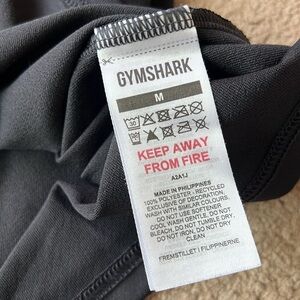 GYMSHARK
M
30
KEEP AWAY
FROM FIRE
A2A1J
MADE IN PHILIPPINES
100% POLYESTER - RECYCLED
EXCLUSIVE OF DECORATION
WASH WITH SIMILAR COLOURS,
DO NOT USE SOFTENER
COOL WASH GENTLE, DO NOT
BLEACH, DO NOT TUMBLE DRY,
DO NOT IRON, DO NOT DRY
CLEAN
FREMSTILLET I FILIPPINERNE